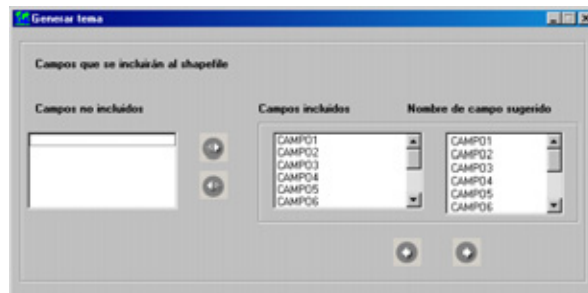 Generar tema
Campos que se incluirán al shapefile
Campos no incluidos
Campos incluidos
Nombre de campo sugerido
CAMPO1
CAMPO2
CAMPO3
CAMPO4
CAMPO5
CAMPO6
CAMPO1
CAMPO2
CAMPO3
CAMPO4
CAMPO5
CAMPO6